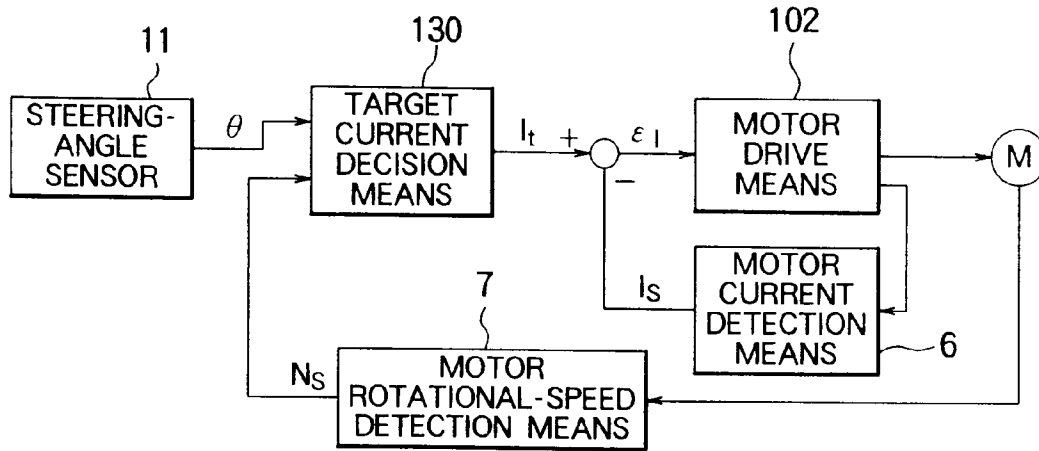 11
130
102
STEERING-
ANGLE
SENSOR
θ
TARGET
CURRENT
DECISION
MEANS
It
+
−
ε I
MOTOR
DRIVE
MEANS
M
IS
MOTOR
CURRENT
DETECTION
MEANS
6
7
NS
MOTOR
ROTATIONAL-SPEED
DETECTION MEANS